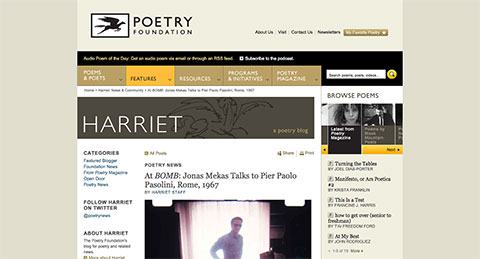 POETRY
FOUNDATION
About Us | Visit | Contact Us | Newsletters | My Favorite Poetry
Audio Poem of the Day: Get an audio poem via email or through an RSS feed. Subscribe to the podcast.
POEMS
& POETS
FEATURES
RESOURCES
PROGRAMS
& INITIATIVES
POETRY
MAGAZINE
Search poems, poets, videos...
Home > Harriet: News & Community > At BOMB: Jonas Mekas Talks to Pier Paolo Pasolini, Rome, 1967
HARRIET
a poetry blog
CATEGORIES
Featured Blogger
Foundation News
From Poetry Magazine
Open Door
Poetry News
FOLLOW HARRIET
ON TWITTER
@poetrynews
ABOUT HARRIET
The Poetry Foundation's
blog for poetry and related
news.
More about Harriet
All Posts
Share
Print
POETRY NEWS
At BOMB: Jonas Mekas Talks to Pier Paolo
Pasolini, Rome, 1967
BY HARRIET STAFF
BROWSE POEMS
Latest from
Poetry
Magazine
Poems by
Black Mountain
Poets
Next
Turning the Tables
BY JOEL DIAS-PORTER
Manifesto, or Ars Poetica
#2
BY KRISTA FRANKLIN
This Is a Test
BY FRANCINE J. HARRIS
how to get over (senior to
freshman)
BY T'AI FREEDOM FORD
At My Best
BY JOHN RODRIGUEZ
1-5 of 19
More »